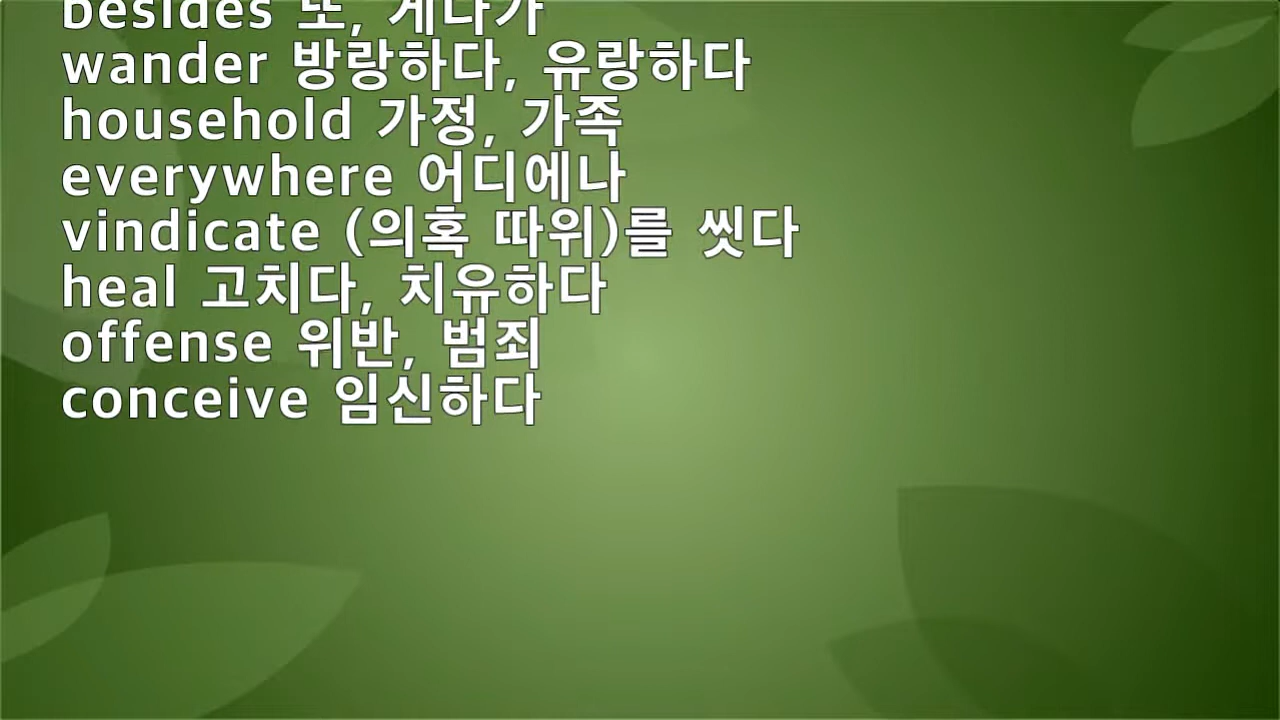 besides 또, 게다가
wander 방랑하다, 유랑하다
household 가정, 가족
everywhere 어디에나
vindicate (의혹 따위)를 씻다
heal 고치다, 치유하다
offense 위반, 범죄
conceive 임신하다